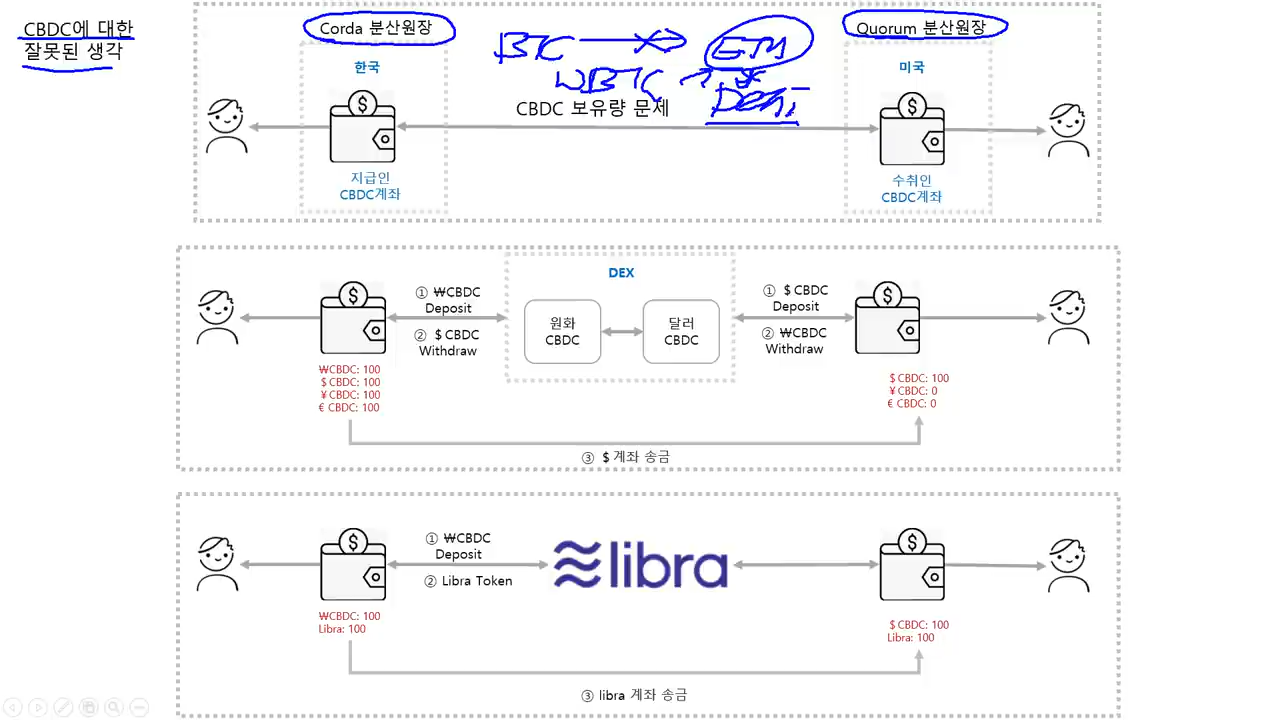 CBDC에 대한
잘못된 생각
Corda 분산원장
Quorum 분산원장
BTC
ETH
WBTC
Defi
한국
미국
CBDC 보유량 문제
$
$
지급인
CBDC계좌
수취인
CBDC계좌
DEX
$
$
① ₩CBDC
Deposit
② $ CBDC
Withdraw
원화
CBDC
달러
CBDC
① $ CBDC
Deposit
② ₩CBDC
Withdraw
₩CBDC: 100
$ CBDC: 100
¥ CBDC: 100
€ CBDC: 100
$ CBDC: 100
¥ CBDC: 0
€ CBDC: 0
③ $ 계좌 송금
$
$
① ₩CBDC
Deposit
② Libra Token
libra
₩CBDC: 100
Libra: 100
$ CBDC: 100
Libra: 100
③ libra 계좌 송금